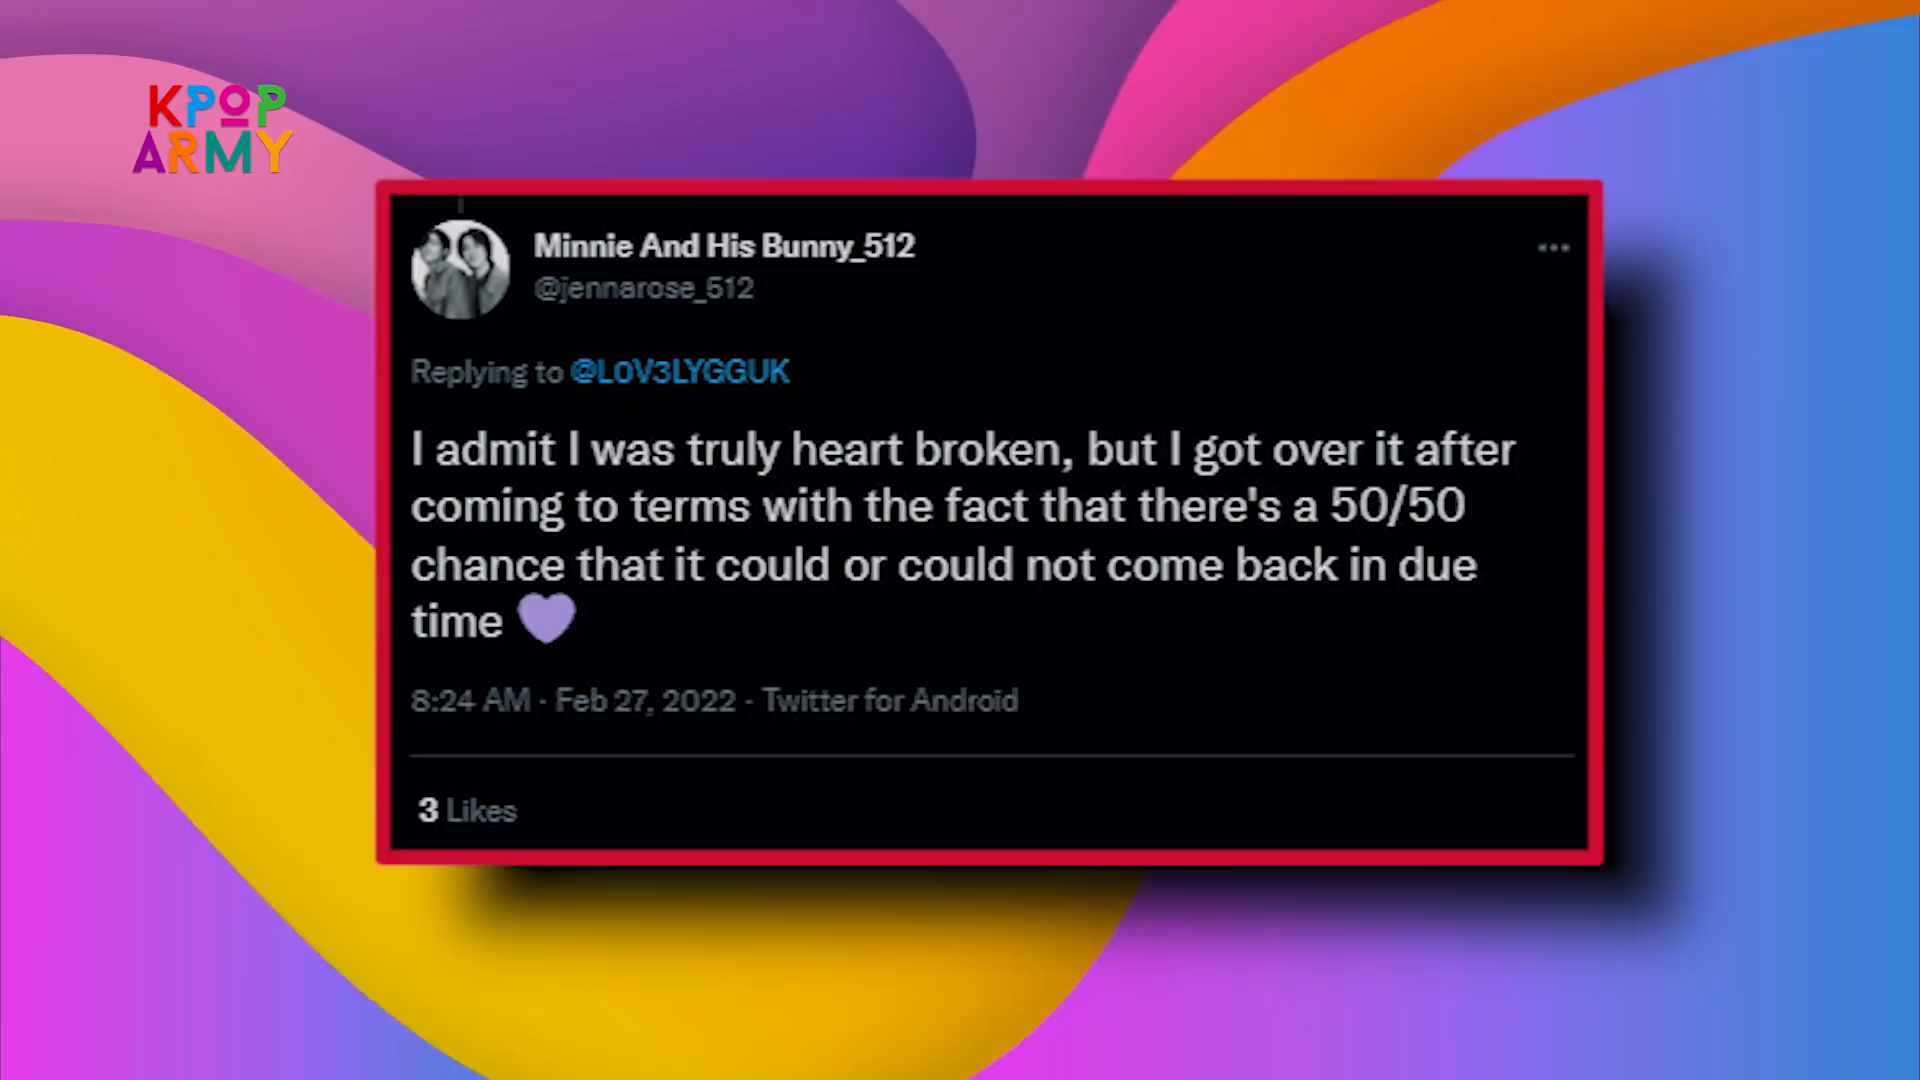 KPOP
ARMY
Minnie And His Bunny_512
@jennarose_512
Replying to @L0V3LYGGUK
I admit I was truly heart broken, but I got over it after
coming to terms with the fact that there's a 50/50
chance that it could or could not come back in due
time 💜
8:24 AM · Feb 27, 2022 · Twitter for Android
3 Likes